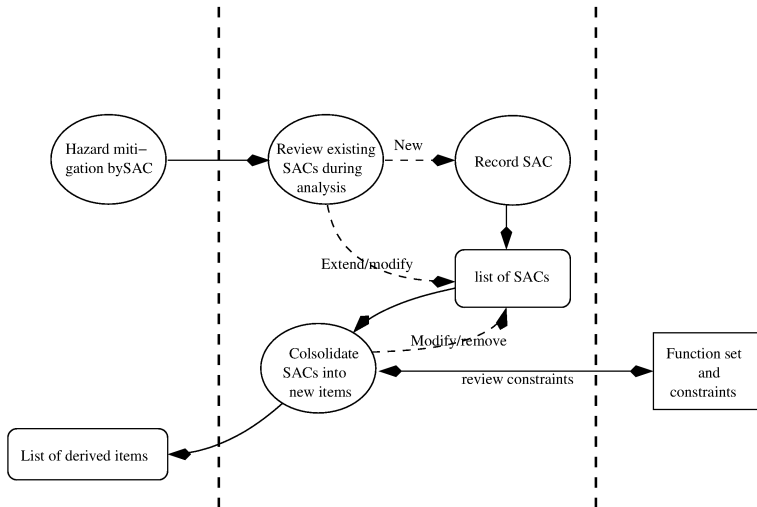 Hazard miti–
gation bySAC
Review existing
SACs during
analysis
New
Record SAC
Extend/modify
list of SACs
Colsolidate
SACs into
new items
Modify/remove
review constraints
Function set
and
constraints
List of derived items